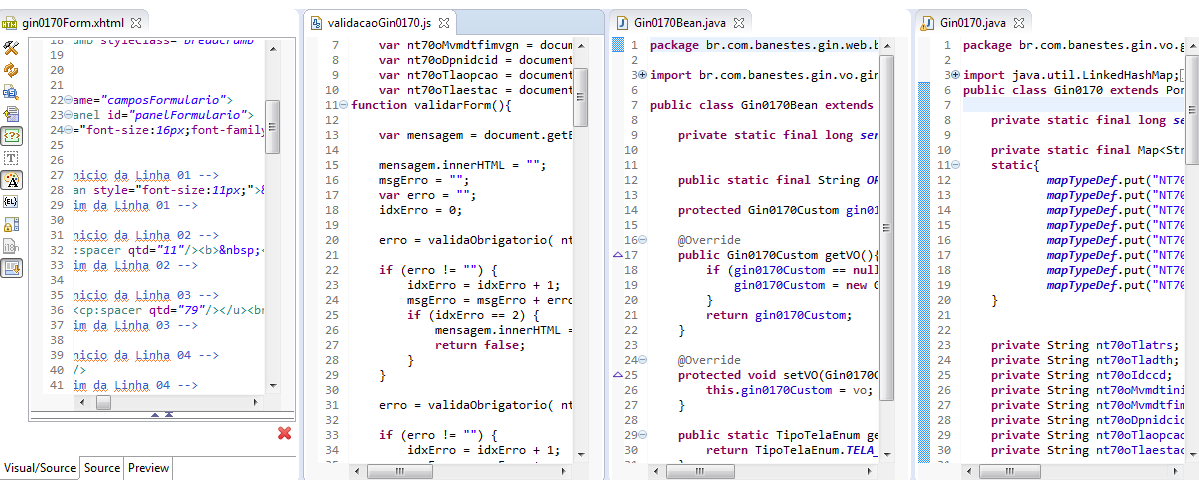 gin0170Form.xhtml
18 umb styleClass="breadcrumb
19
20
21
22 ame="camposFormulario">
23 anel id="panelFormulario">
24 ="font-size:16px;font-family
25
26
27 nicio da Linha 01 -->
28 an style="font-size:11px;">&
29 im da Linha 01 -->
30
31 nicio da Linha 02 -->
32 :spacer qtd="11"/><b>&nbsp;<
33 im da Linha 02 -->
34
35 nicio da Linha 03 -->
36 <cp:spacer qtd="79"/></u><br
37 im da Linha 03 -->
38
39 nicio da Linha 04 -->
40 />
41 im da Linha 04 -->
Visual/Source Source Preview
validacaoGin0170.js
7 var nt70oMvmdtfimvgn = docum
8 var nt70oDpnidcid = document
9 var nt70oTlaopcao = document
10 var nt70oTlaestac = document
11 function validarForm(){
12
13 var mensagem = document.getE
14
15 mensagem.innerHTML = "";
16 msgErro = "";
17 var erro = "";
18 idxErro = 0;
19
20 erro = validaObrigatorio( nt
21
22 if (erro != "") {
23 idxErro = idxErro + 1;
24 msgErro = msgErro + erro
25 if (idxErro == 2) {
26 mensagem.innerHTML =
27 return false;
28 }
29 }
30
31 erro = validaObrigatorio( nt
32
33 if (erro != "") {
34 idxErro = idxErro + 1;
Gin0170Bean.java
1 package br.com.banestes.gin.web.b
2
3 import br.com.banestes.gin.vo.gin
6
7 public class Gin0170Bean extends
8
9 private static final long ser
10
11
12 public static final String OP
13
14 protected Gin0170Custom gin01
15
16 @Override
17 public Gin0170Custom getVO(){
18 if (gin0170Custom == null
19 gin0170Custom = new G
20 }
21 return gin0170Custom;
22 }
23
24 @Override
25 protected void setVO(Gin0170C
26 this.gin0170Custom = vo;
27 }
28
29 public static TipoTelaEnum ge
30 return TipoTelaEnum.TELA_
Gin0170.java
1 package br.com.banestes.gin.vo.g
2
3 import java.util.LinkedHashMap;
6 public class Gin0170 extends Por
7
8 private static final long se
9
10 private static final Map<Str
11 static{
12 mapTypeDef.put("NT70
13 mapTypeDef.put("NT70
14 mapTypeDef.put("NT70
15 mapTypeDef.put("NT70
16 mapTypeDef.put("NT70
17 mapTypeDef.put("NT70
18 mapTypeDef.put("NT70
19 mapTypeDef.put("NT70
20 }
21
22
23 private String nt70oTlatrs;
24 private String nt70oTladth;
25 private String nt70oIdccd;
26 private String nt70oMvmdtini
27 private String nt70oMvmdtfim
28 private String nt70oDpnidcid
29 private String nt70oTlaopcao
30 private String nt70oTlaestac